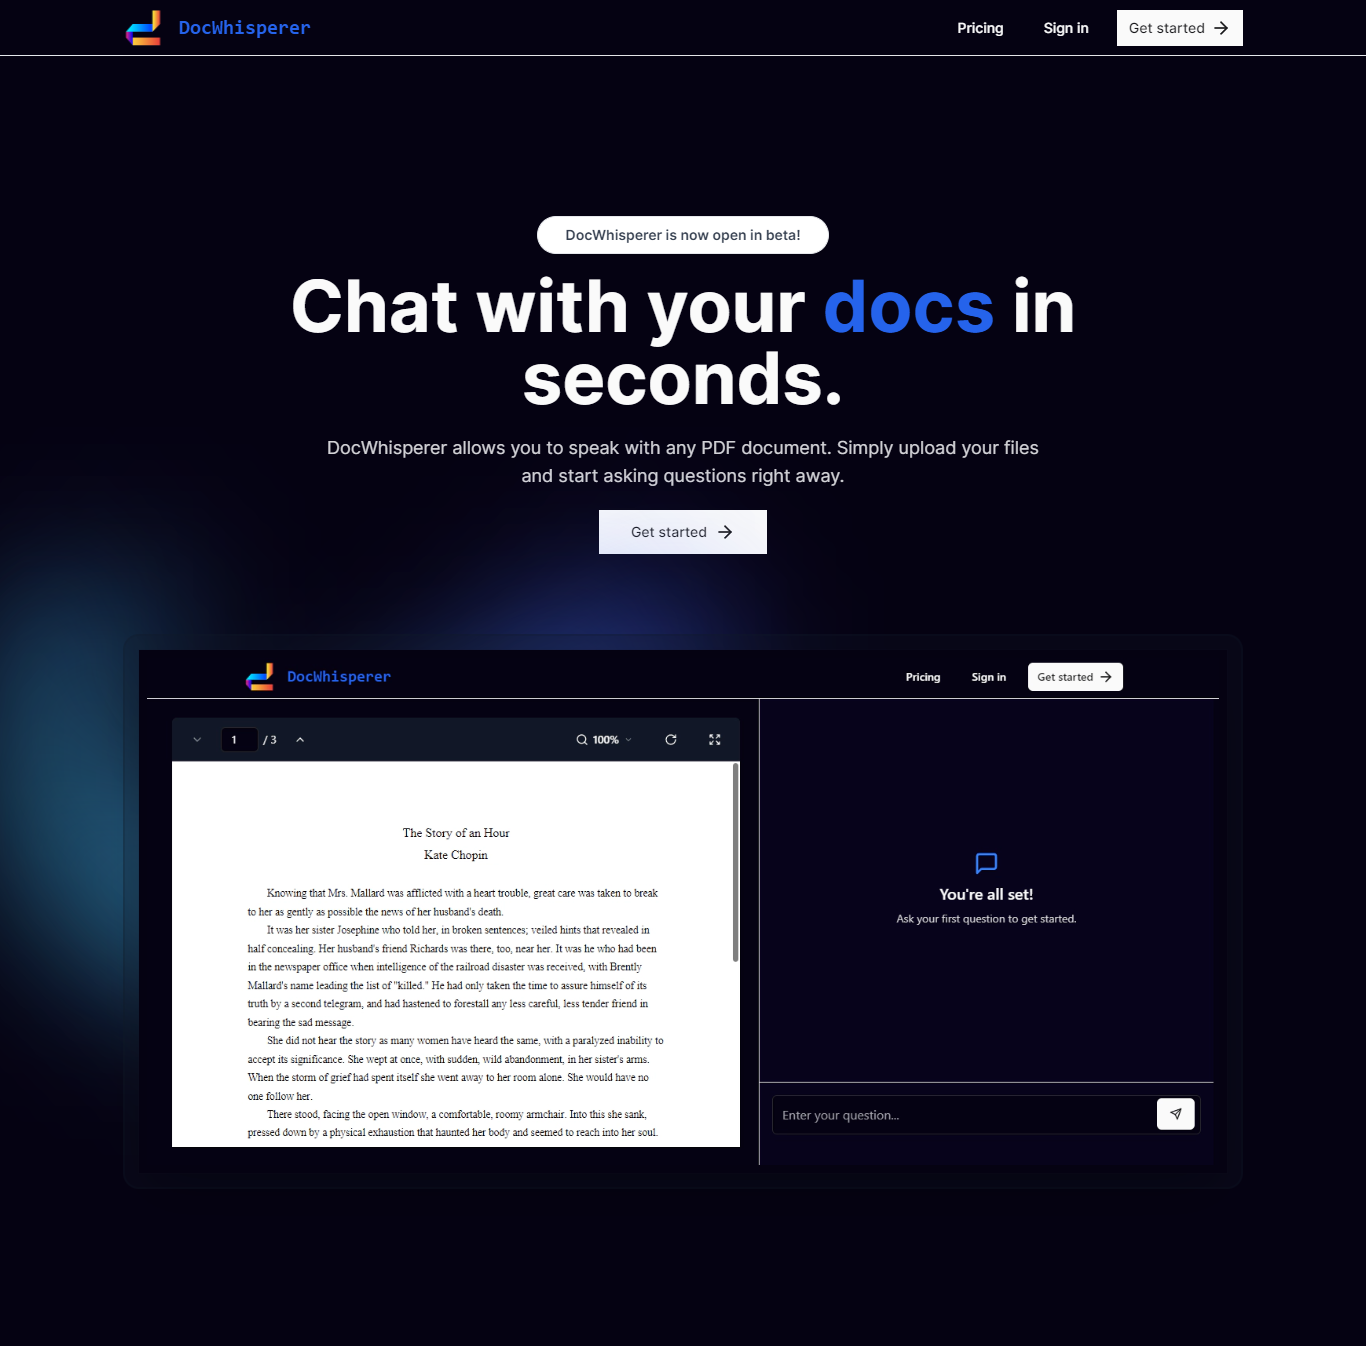 DocWhisperer
Pricing
Sign in
Get started
DocWhisperer is now open in beta!
Chat with your docs in
seconds.
DocWhisperer allows you to speak with any PDF document. Simply upload your files
and start asking questions right away.
Get started
DocWhisperer
Pricing
Sign in
Get started
1 / 3
100%
The Story of an Hour
Kate Chopin
Knowing that Mrs. Mallard was afflicted with a heart trouble, great care was taken to break
to her as gently as possible the news of her husband's death.
It was her sister Josephine who told her, in broken sentences; veiled hints that revealed in
half concealing. Her husband's friend Richards was there, too, near her. It was he who had been
in the newspaper office when intelligence of the railroad disaster was received, with Brently
Mallard's name leading the list of "killed." He had only taken the time to assure himself of its
truth by a second telegram, and had hastened to forestall any less careful, less tender friend in
bearing the sad message.
She did not hear the story as many women have heard the same, with a paralyzed inability to
accept its significance. She wept at once, with sudden, wild abandonment, in her sister's arms.
When the storm of grief had spent itself she went away to her room alone. She would have no
one follow her.
There stood, facing the open window, a comfortable, roomy armchair. Into this she sank,
pressed down by a physical exhaustion that haunted her body and seemed to reach into her soul.
You're all set!
Ask your first question to get started.
Enter your question...